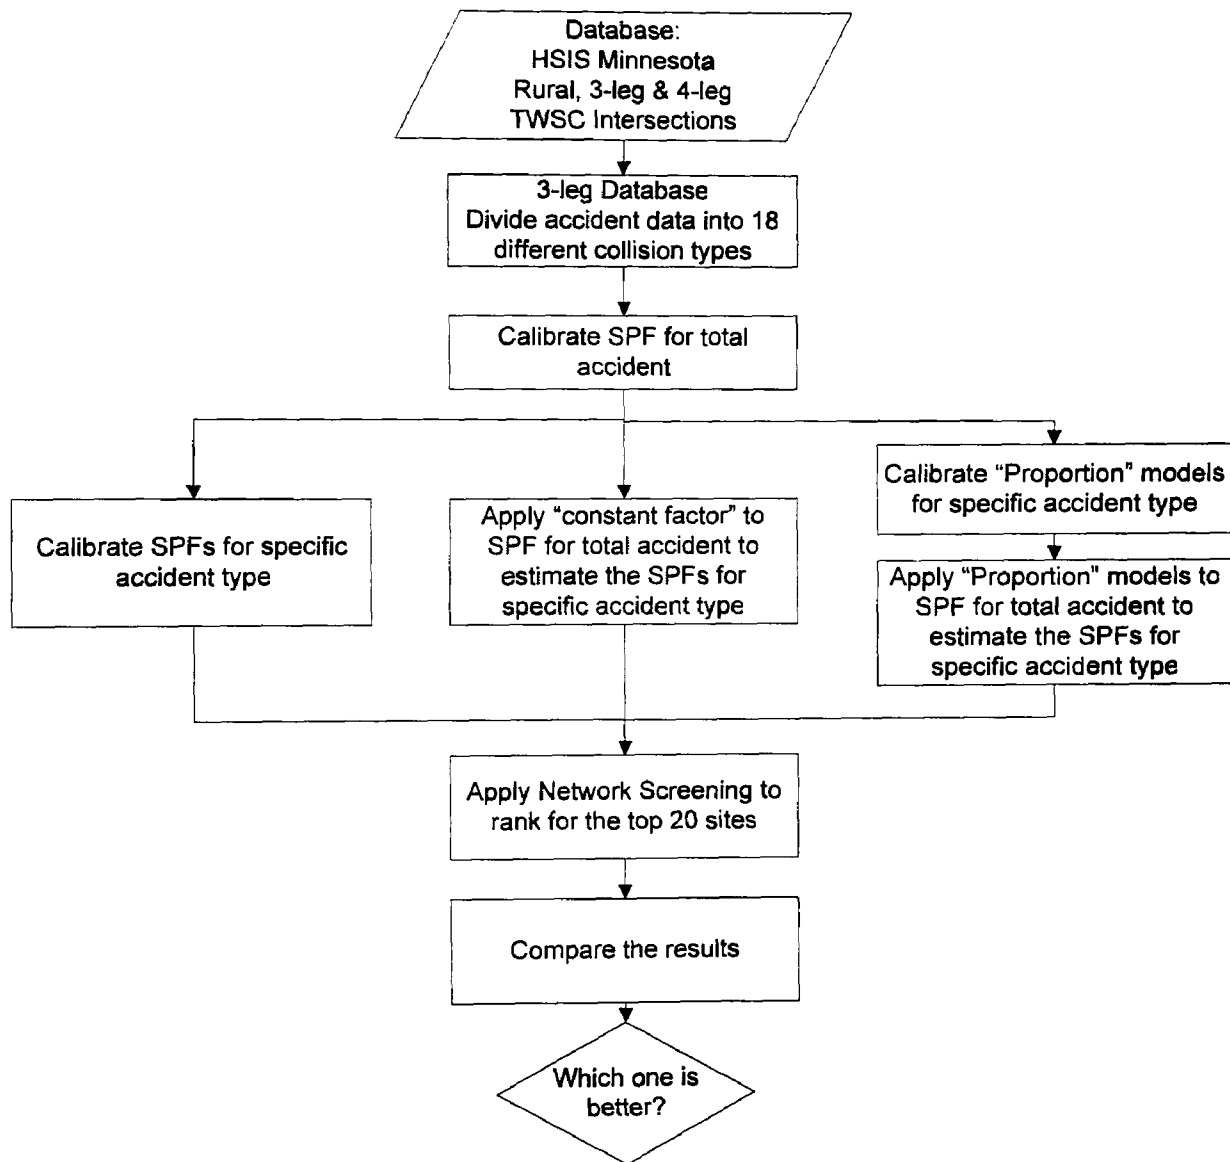 Database:
HSIS Minnesota
Rural, 3-leg & 4-leg
TWSC Intersections
3-leg Database
Divide accident data into 18
different collision types
Calibrate SPF for total
accident
Calibrate SPFs for specific
accident type
Apply “constant factor” to
SPF for total accident to
estimate the SPFs for
specific accident type
Calibrate “Proportion” models
for specific accident type
Apply “Proportion” models to
SPF for total accident to
estimate the SPFs for
specific accident type
Apply Network Screening to
rank for the top 20 sites
Compare the results
Which one is
better?